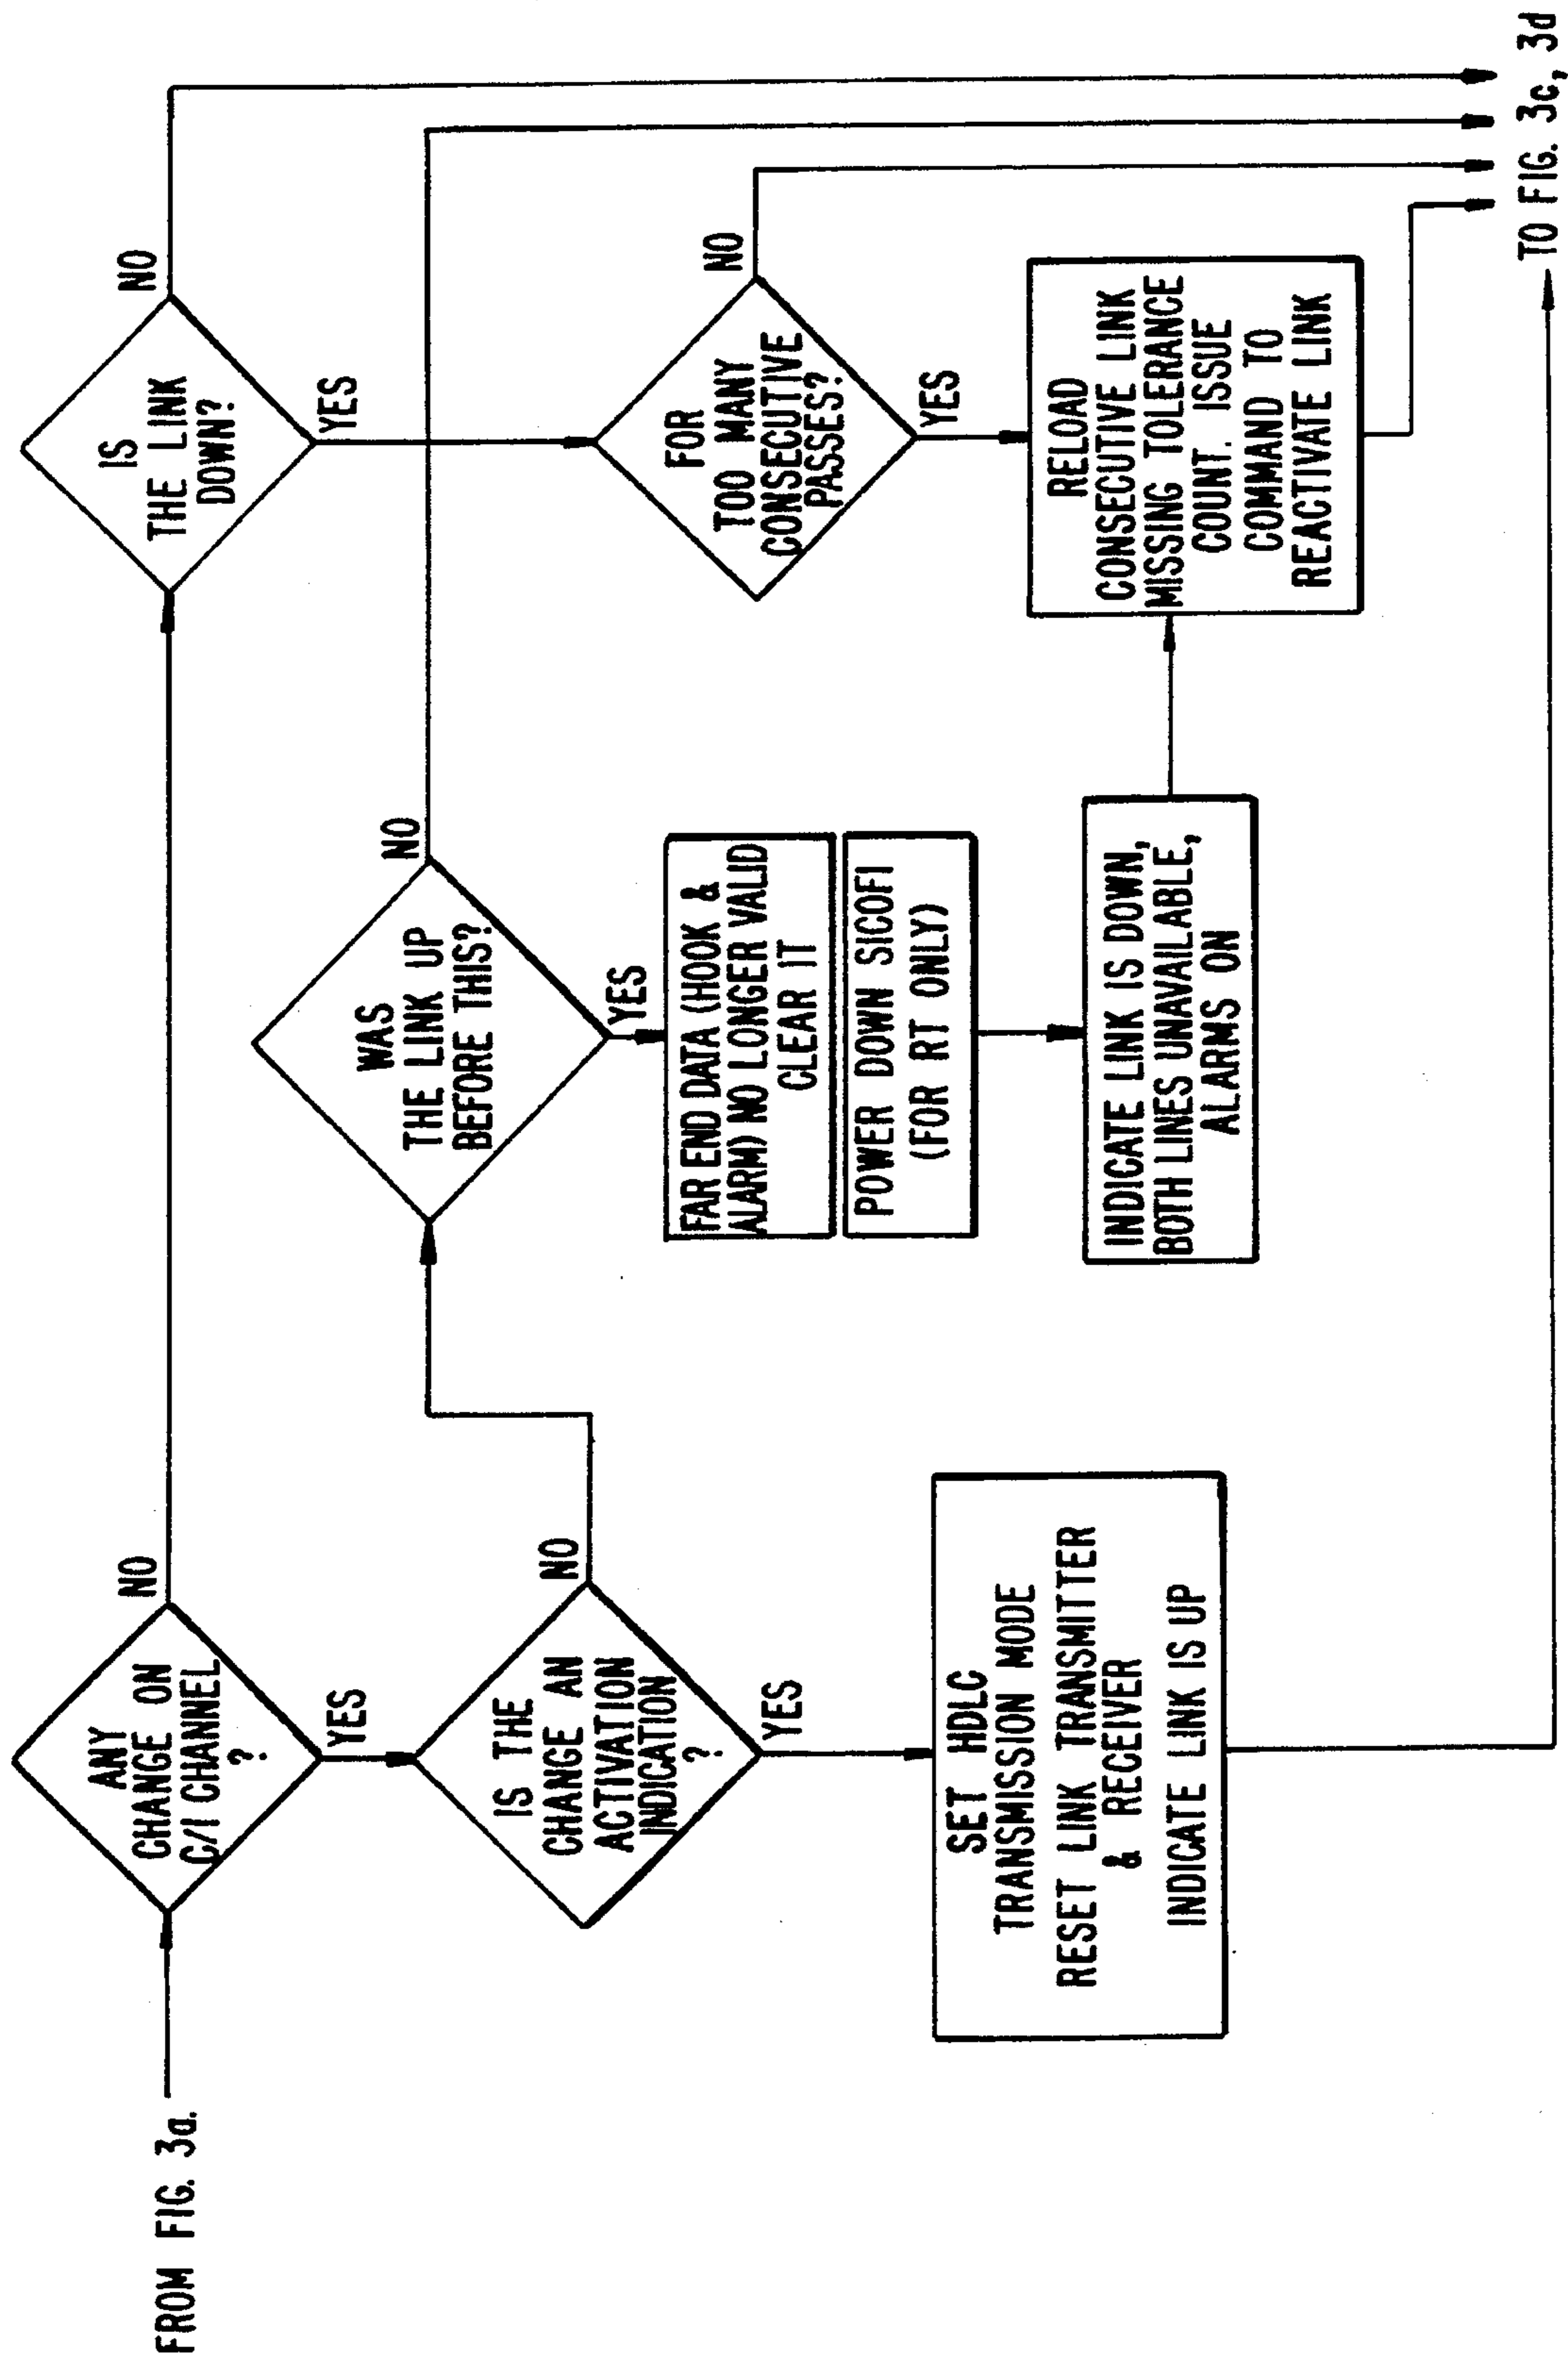 FROM FIG. 3a.
ANY
CHANGE ON
C/I CHANNEL
?
NO
YES
IS THE
CHANGE AN
ACTIVATION
INDICATION
?
NO
YES
SET HDLC
TRANSMISSION MODE
RESET LINK TRANSMITTER
& RECEIVER
INDICATE LINK IS UP
WAS
THE LINK UP
BEFORE THIS?
NO
YES
FAR END DATA (HOOK &
ALARM) NO LONGER VALID
CLEAR IT
POWER DOWN SICOFI
(FOR RT ONLY)
INDICATE LINK IS DOWN,
BOTH LINES UNAVAILABLE,
ALARMS ON
IS
THE LINK
DOWN?
NO
YES
FOR
TOO MANY
CONSECUTIVE
PASSES?
NO
YES
RELOAD
CONSECUTIVE LINK
MISSING TOLERANCE
COUNT. ISSUE
COMMAND TO
REACTIVATE LINK
TO FIG. 3c, 3d